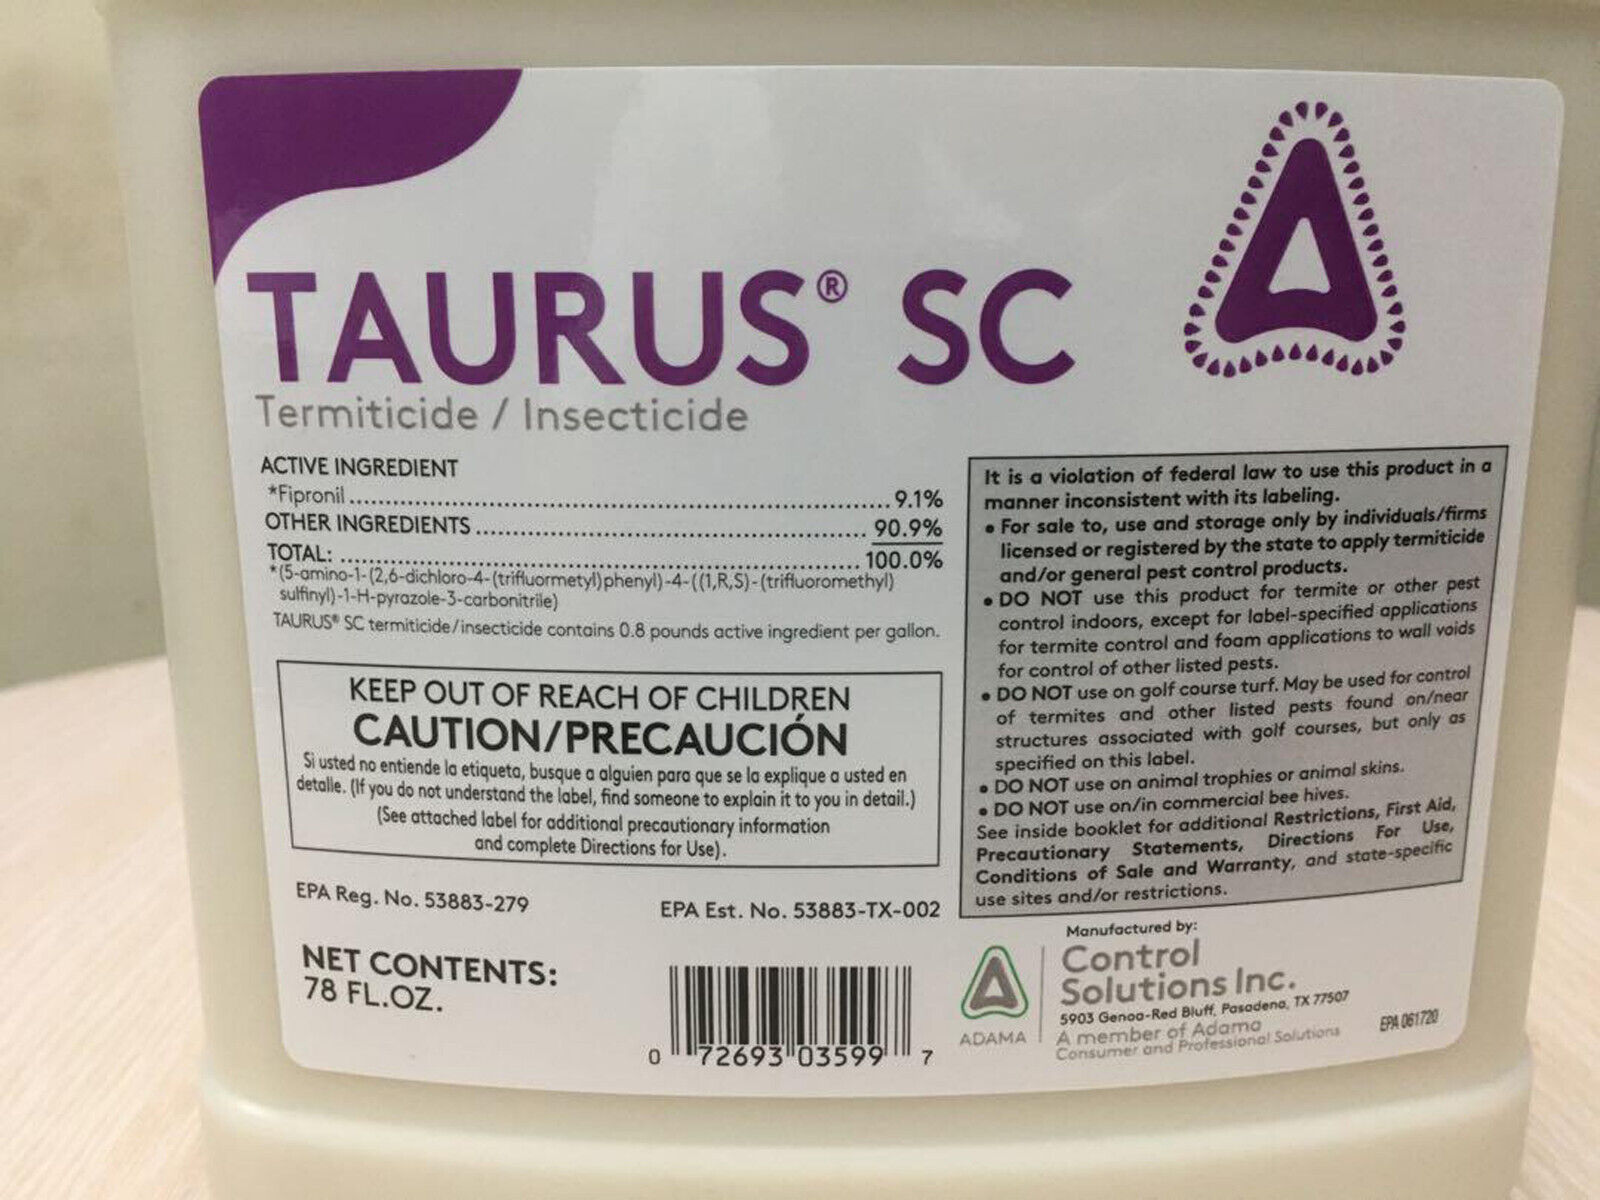 TAURUS® SC
Termiticide / Insecticide
ACTIVE INGREDIENT
*Fipronil ........................................................................ 9.1%
OTHER INGREDIENTS ..................................................... 90.9%
TOTAL: ........................................................................ 100.0%
*(5-amino-1-(2,6-dichloro-4-(trifluormetyl)phenyl)-4-((1,R,S)-(trifluoromethyl)
sulfinyl)-1-H-pyrazole-3-carbonitrile)
TAURUS® SC termiticide/insecticide contains 0.8 pounds active ingredient per gallon.
KEEP OUT OF REACH OF CHILDREN
CAUTION/PRECAUCIÓN
Si usted no entiende la etiqueta, busque a alguien para que se la explique a usted en
detalle. (If you do not understand the label, find someone to explain it to you in detail.)
(See attached label for additional precautionary information
and complete Directions for Use).
EPA Reg. No. 53883-279
EPA Est. No. 53883-TX-002
NET CONTENTS:
78 FL.OZ.
0 72693 03599 7
It is a violation of federal law to use this product in a
manner inconsistent with its labeling.
• For sale to, use and storage only by individuals/firms
licensed or registered by the state to apply termiticide
and/or general pest control products.
• DO NOT use this product for termite or other pest
control indoors, except for label-specified applications
for termite control and foam applications to wall voids
for control of other listed pests.
• DO NOT use on golf course turf. May be used for control
of termites and other listed pests found on/near
structures associated with golf courses, but only as
specified on this label.
• DO NOT use on animal trophies or animal skins.
• DO NOT use on/in commercial bee hives.
See inside booklet for additional Restrictions, First Aid,
Precautionary Statements, Directions For Use,
Conditions of Sale and Warranty, and state-specific
use sites and/or restrictions.
Manufactured by:
Control
Solutions Inc.
5903 Genoa-Red Bluff, Pasadena, TX 77507
A member of Adama
Consumer and Professional Solutions
ADAMA
EPA 061720